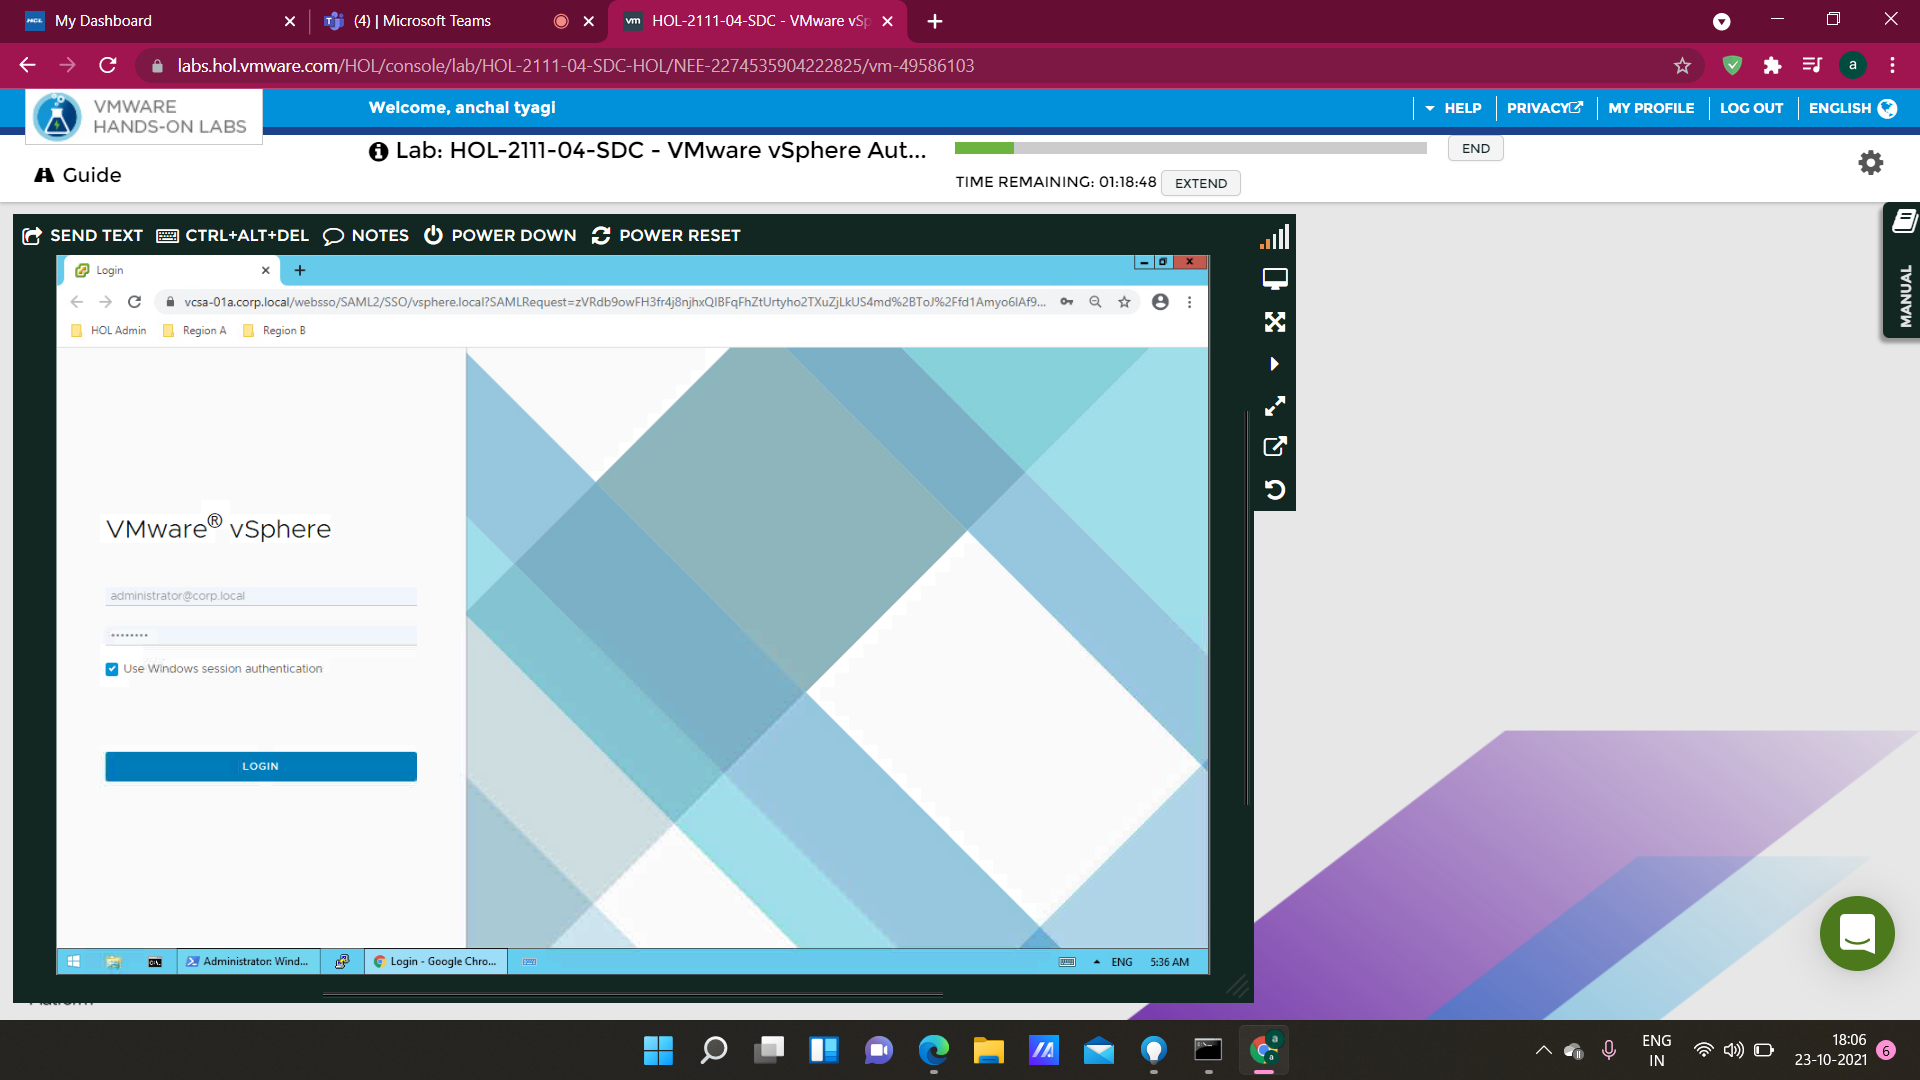 My Dashboard
(4) | Microsoft Teams
HOL-2111-04-SDC - VMware vSp
labs.hol.vmware.com/HOL/console/lab/HOL-2111-04-SDC-HOL/NEE-2274535904222825/vm-49586103
a
VMWARE
HANDS-ON LABS
Welcome, anchal tyagi
HELP
PRIVACY
MY PROFILE
LOG OUT
ENGLISH
Guide
Lab: HOL-2111-04-SDC - VMware vSphere Aut...
TIME REMAINING: 01:18:48
EXTEND
END
MANUAL
SEND TEXT
CTRL+ALT+DEL
NOTES
POWER DOWN
POWER RESET
Login
vcsa-01a.corp.local/websso/SAML2/SSO/vsphere.local?SAMLRequest=zVRdb9owFH3fr4j8njhxQIBFqFhZtUrtyho2TXuZjLkUS4md%2BToJ%2Ffd1Amyo6lAf9...
HOL Admin
Region A
Region B
VMware® vSphere
administrator@corp.local
Use Windows session authentication
LOGIN
Administrator: Wind...
Login - Google Chro...
ENG
5:36 AM
ENG
IN
18:06
23-10-2021
6